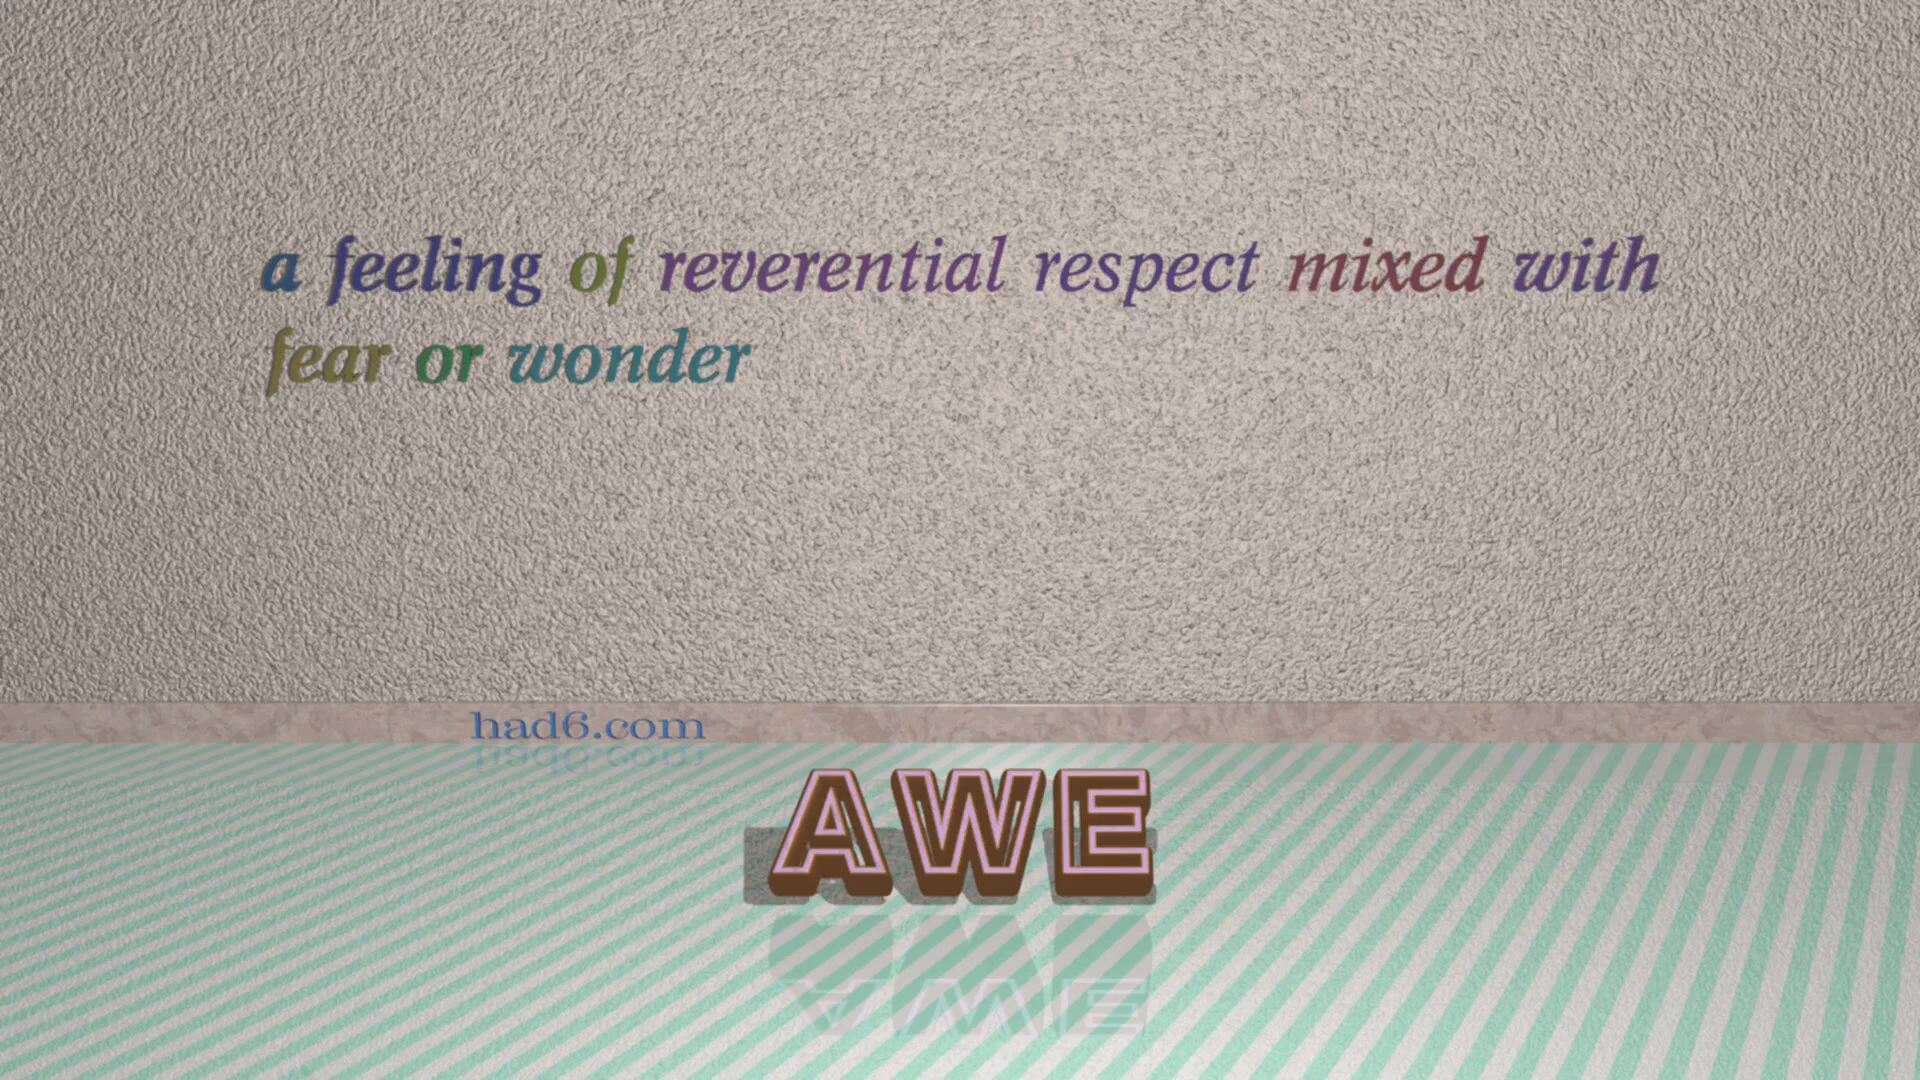 a feeling of reverential respect mixed with
fear or wonder
had6.com
AWE